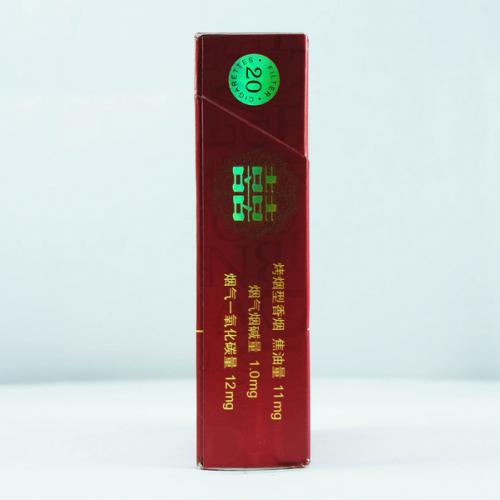 FILTER • CIGARETTES •
20
囍
烤烟型香烟 焦油量 11mg
烟气烟碱量 1.0mg
烟气一氧化碳量 12mg